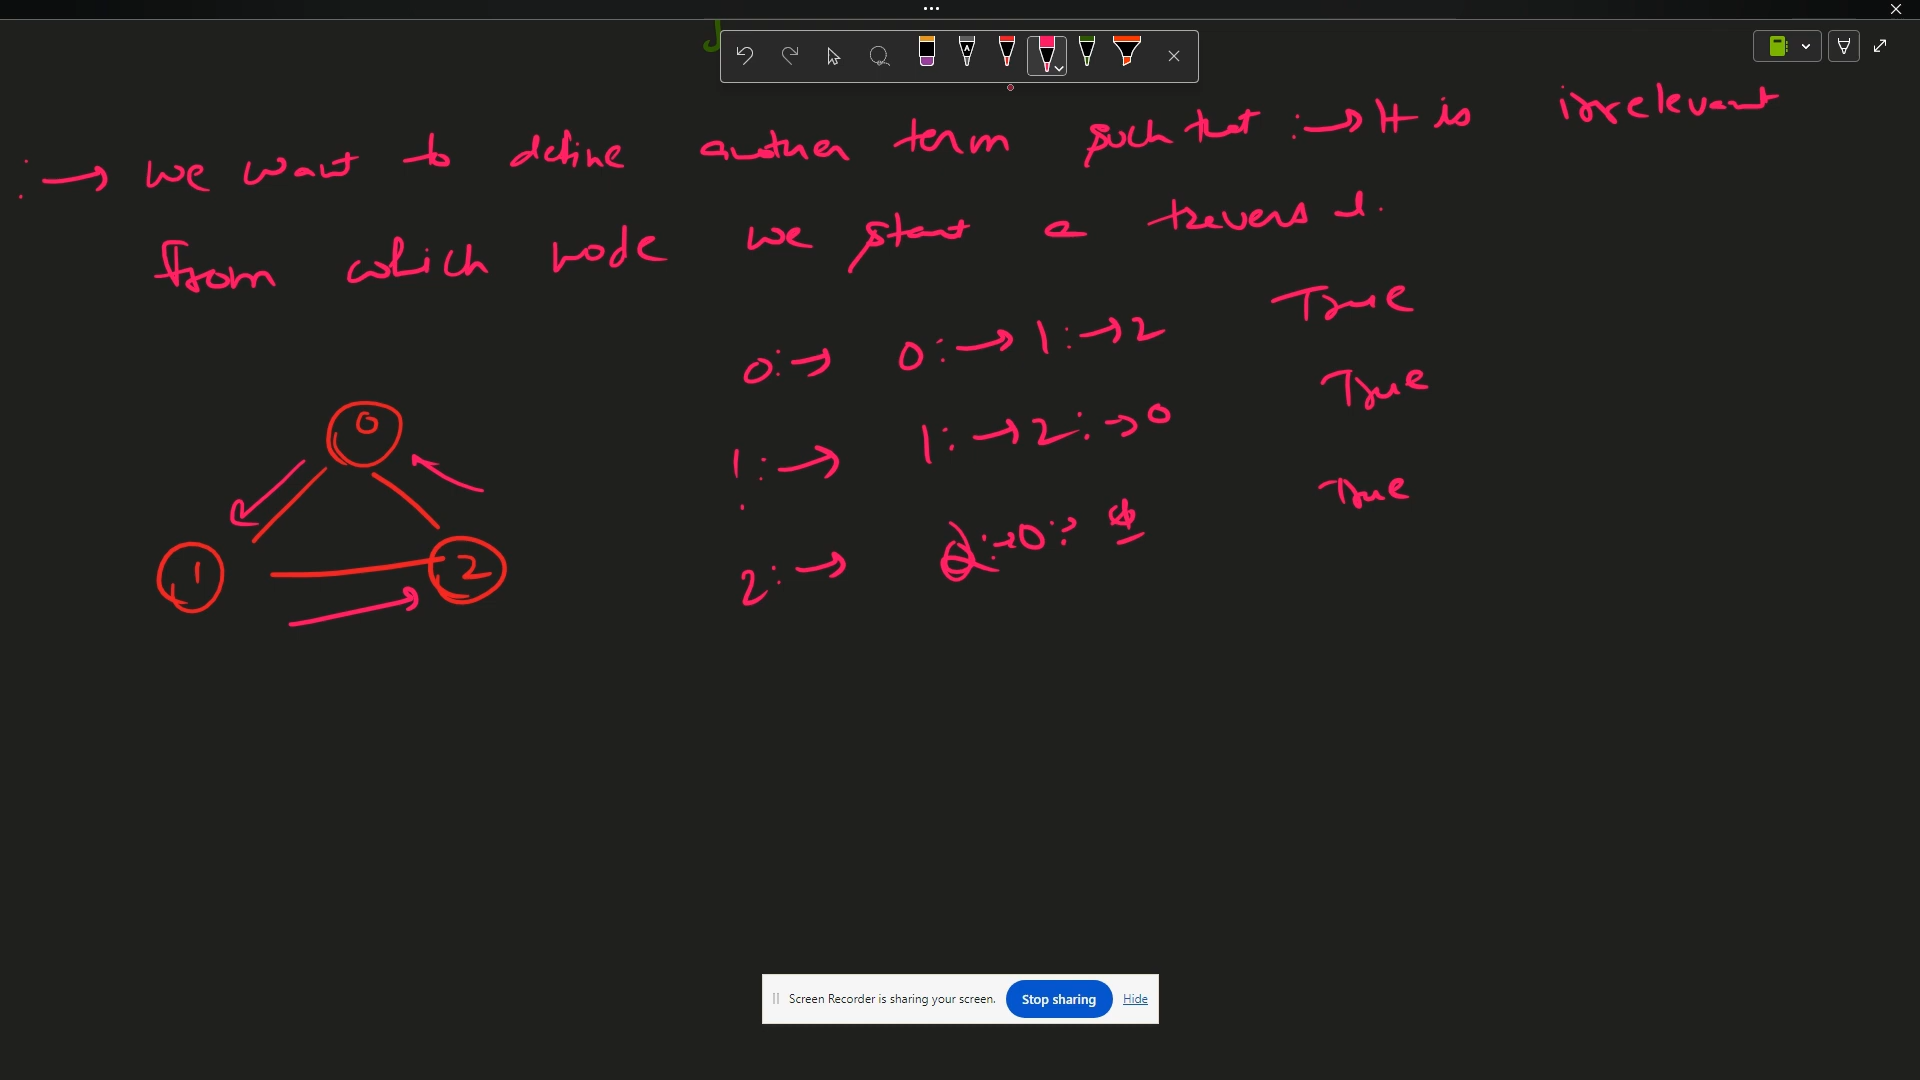 :→ We want to define another term such that :→ It is irrelevant
from which node we start a traversal.
0:→ 0:→1:→2 True
1:→ 1:→2:→0 True
2:→ 2:→0:→ True
0
1 2
Screen Recorder is sharing your screen. Stop sharing Hide